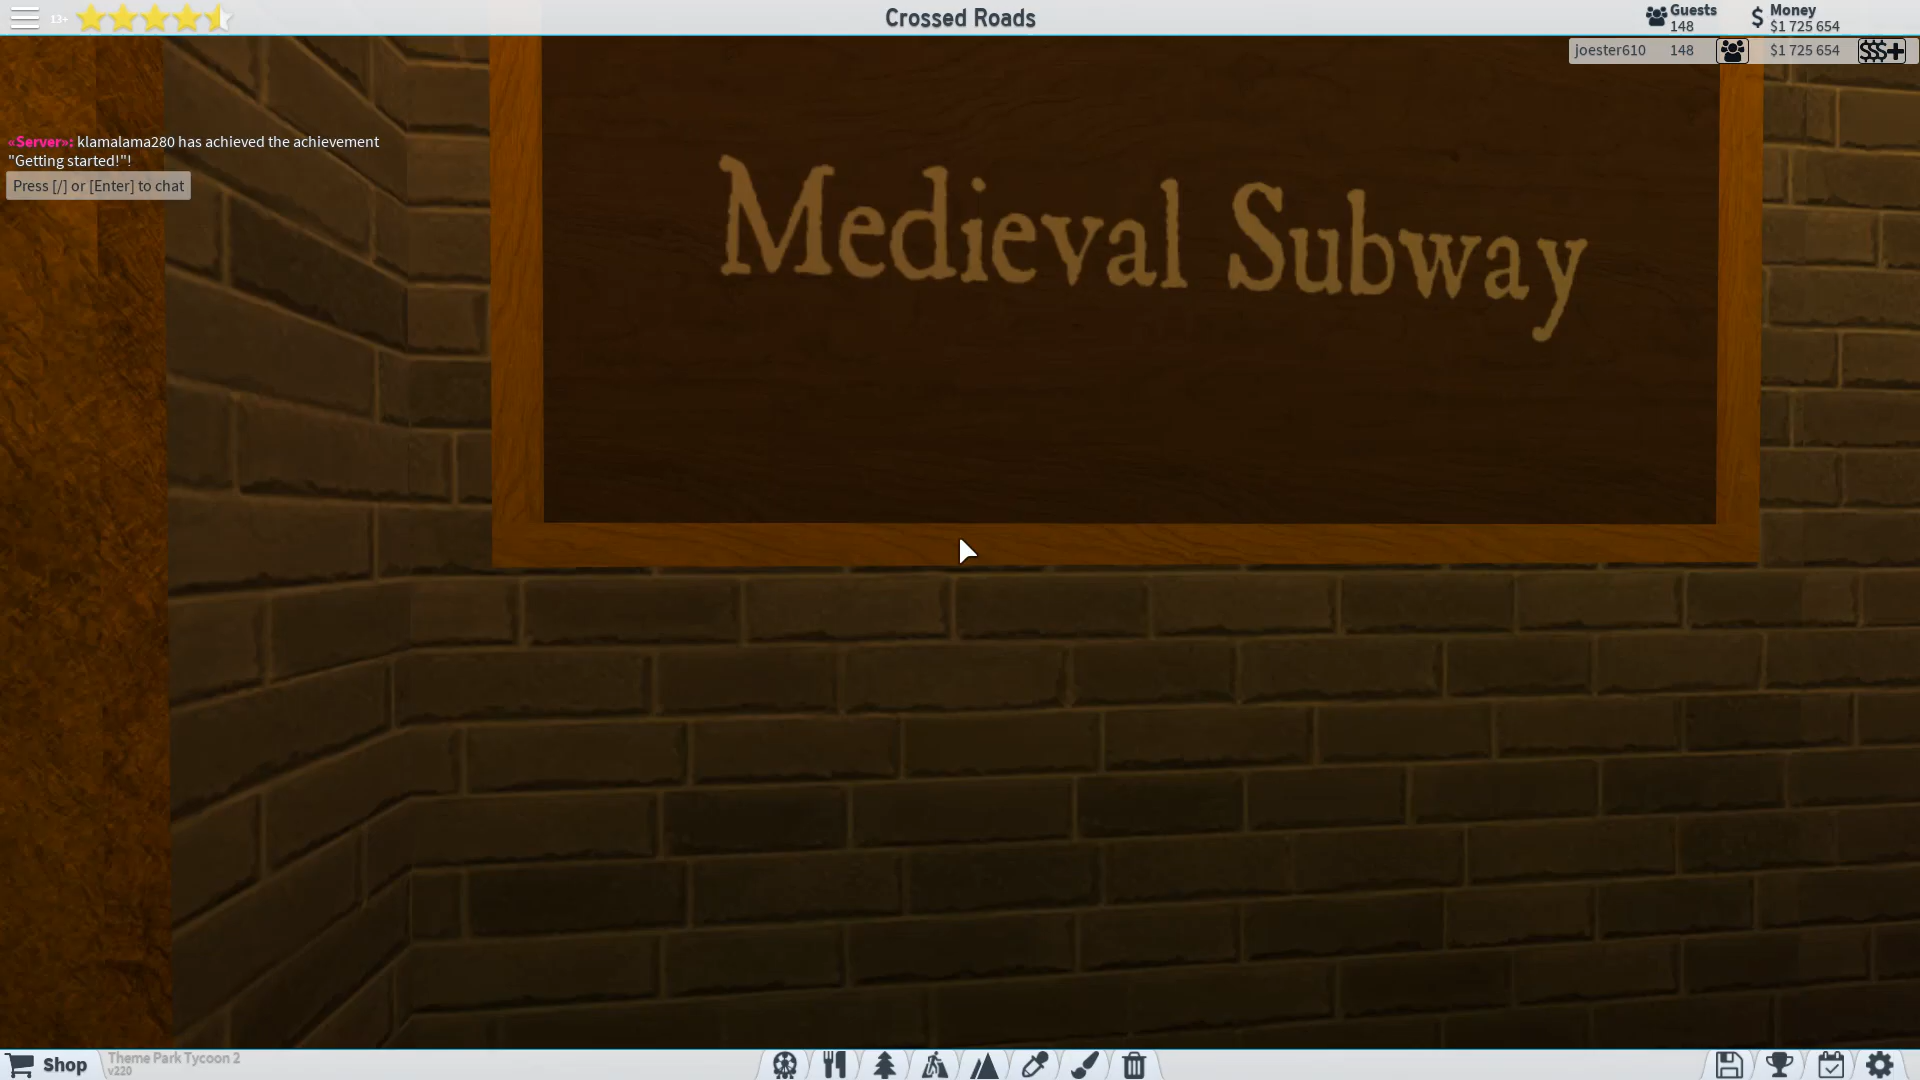 13+
Crossed Roads
Guests
148
Money
$1 725 654
joester610 148 $1 725 654
«Server»: klamalama280 has achieved the achievement
"Getting started!"!
Press [/] or [Enter] to chat
Medieval Subway
Shop
Theme Park Tycoon 2
v220